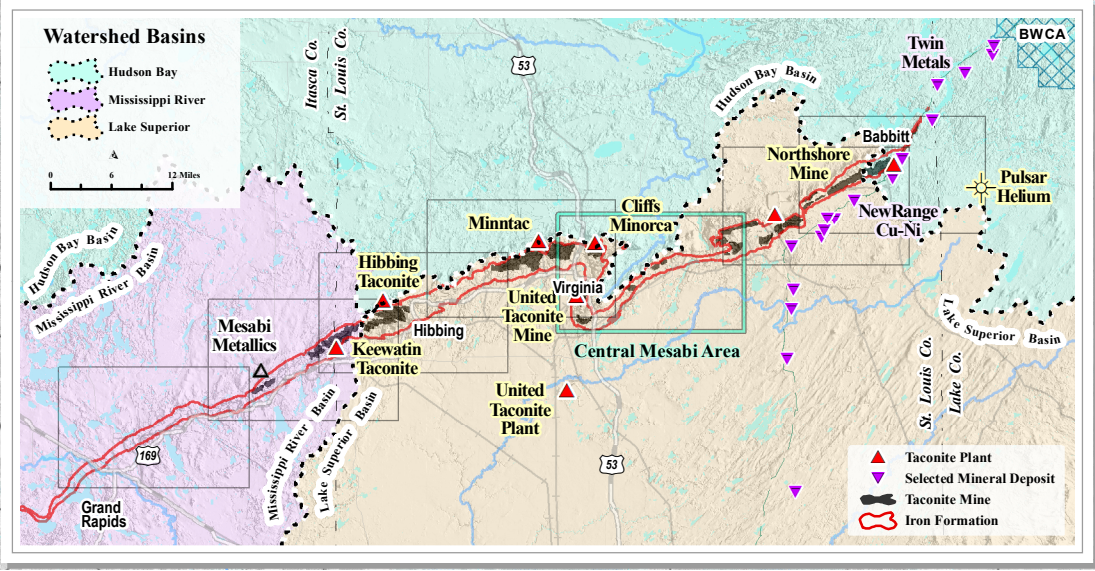 Watershed Basins
Hudson Bay
Mississippi River
Lake Superior
0 6 12 Miles
Itasca Co.
St. Louis Co.
53
Hudson Bay Basin
Twin
Metals
BWCA
Babbitt
Northshore
Mine
Pulsar
Helium
NewRange
Cu-Ni
Cliffs
Minorca
Minntac
Hibbing
Taconite
Virginia
United
Taconite
Mine
Hibbing
Hudson Bay Basin
Mississippi River Basin
Mesabi
Metallics
Keewatin
Taconite
Central Mesabi Area
Lake Superior Basin
St. Louis Co.
Lake Co.
United
Taconite
Plant
Mississippi River Basin
Lake Superior Basin
169
53
Grand
Rapids
Taconite Plant
Selected Mineral Deposit
Taconite Mine
Iron Formation